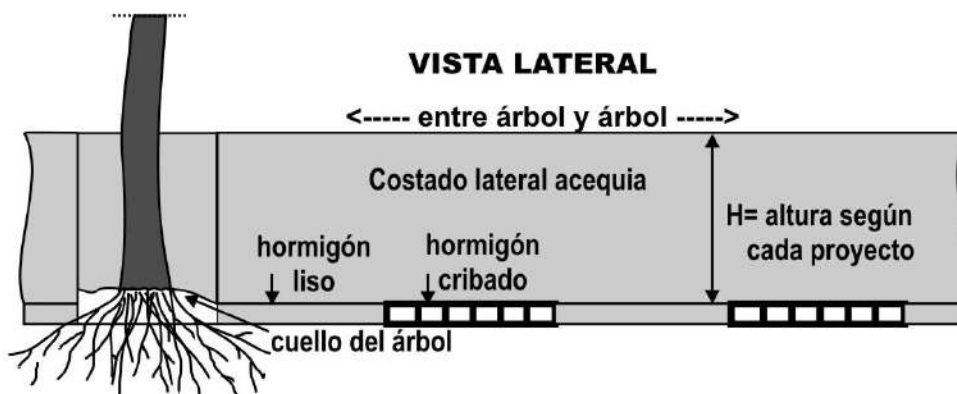 VISTA LATERAL
<----- entre árbol y árbol ----->
Costado lateral acequia
H= altura según
cada proyecto
hormigón
liso
hormigón
cribado
cuello del árbol